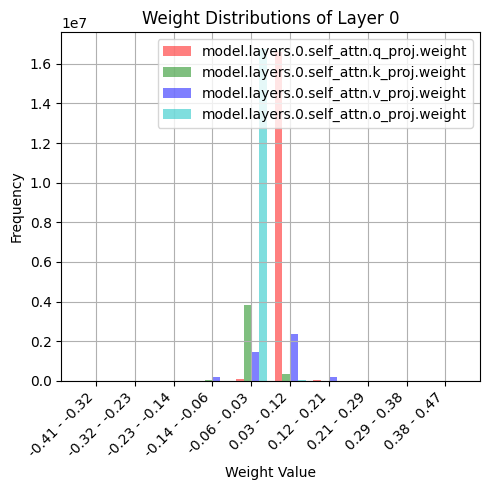 1e7
Weight Distributions of Layer 0
model.layers.0.self_attn.q_proj.weight
model.layers.0.self_attn.k_proj.weight
model.layers.0.self_attn.v_proj.weight
model.layers.0.self_attn.o_proj.weight
1.6
1.4
1.2
1.0
0.8
0.6
0.4
0.2
0.0
Frequency
-0.41 - -0.32
-0.32 - -0.23
-0.23 - -0.14
-0.14 - -0.06
-0.06 - 0.03
0.03 - 0.12
0.12 - 0.21
0.21 - 0.29
0.29 - 0.38
0.38 - 0.47
Weight Value